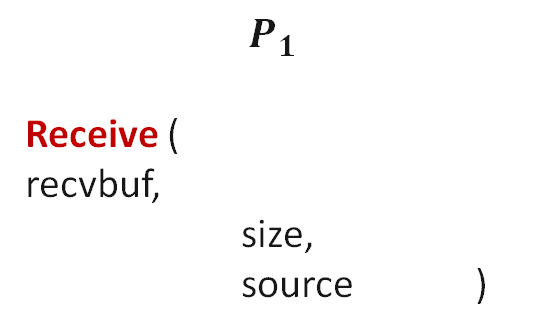 P1
Receive (
recvbuf,
size,
source )